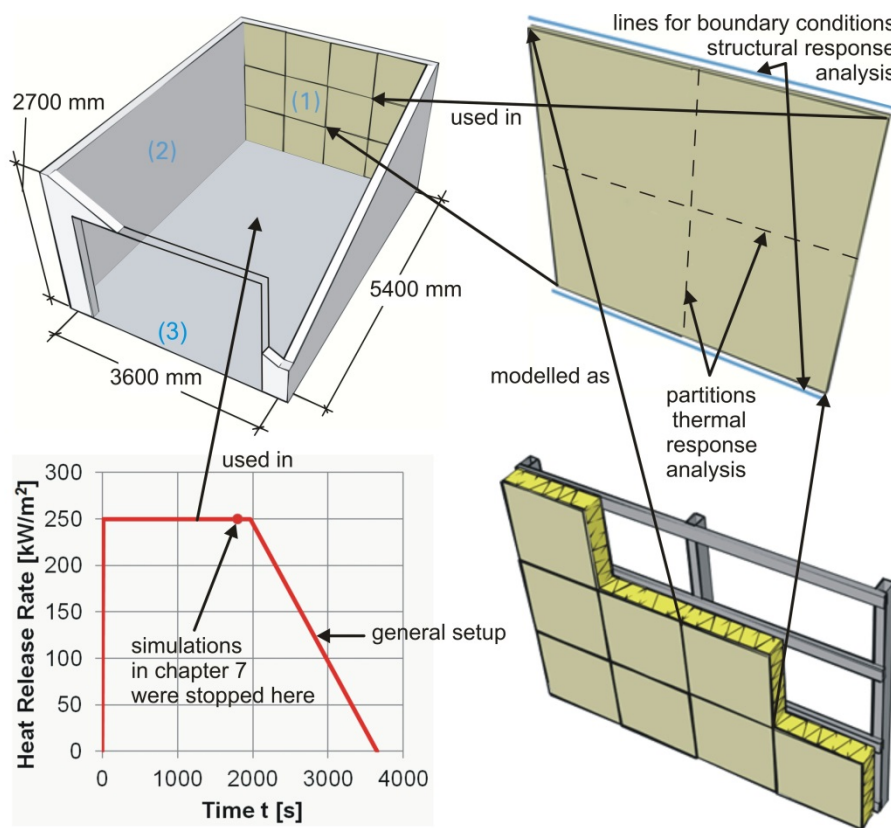 lines for boundary conditions
structural response
analysis
2700 mm
(1)
(2)
used in
5400 mm
(3)
3600 mm
modelled as
partitions
thermal
response
analysis
used in
Heat Release Rate [kW/m²]
300
250
200
150
100
50
0
simulations
in chapter 7
were stopped here
general setup
0 1000 2000 3000 4000
Time t [s]